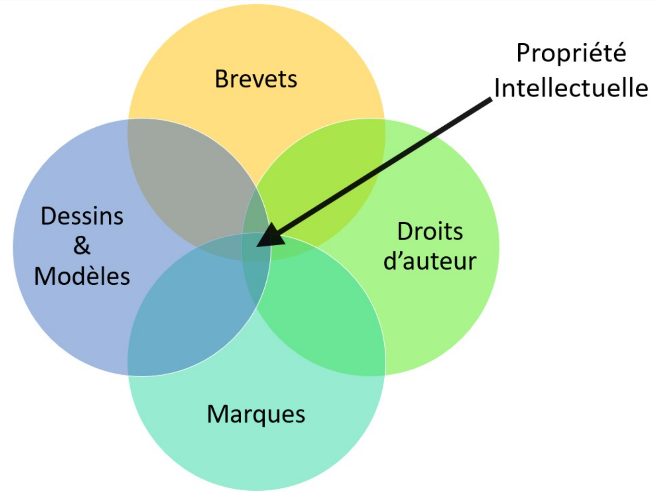 Brevets
Propriété
Intellectuelle
Dessins
&
Modèles
Droits
d’auteur
Marques